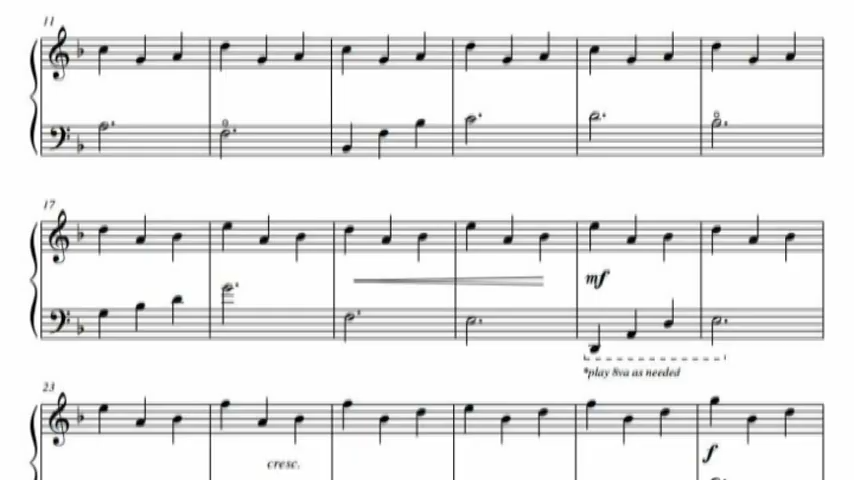 11
17
mf
*play 8va as needed
23
cresc.
f